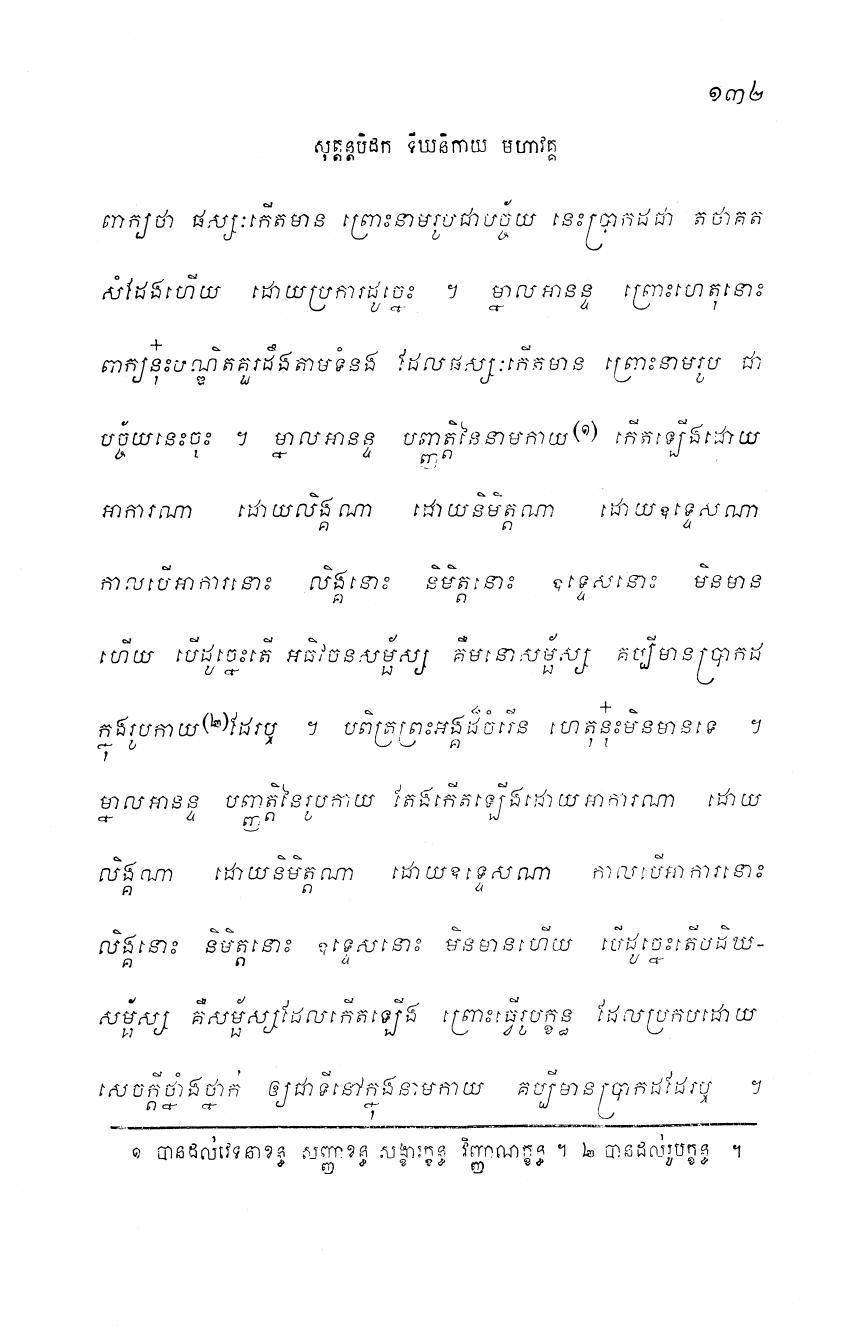 ១៣២
សុត្តន្តបិដក ទីឃនិកាយ មហាវគ្គ
ពាក្យថា ផស្សៈកើតមាន ព្រោះនាមរូបជាបច្ច័យ នេះប្រាកដជា តថាគត
សំដែងហើយ ដោយប្រការដូច្នេះ ។ ម្នាលអានន្ទ ព្រោះហេតុនោះ
ពាក្យនុ៎ះបណ្ឌិតគួរដឹងតាមទំនង ដែលផស្សៈកើតមាន ព្រោះនាមរូប ជា
បច្ច័យនេះចុះ ។ ម្នាលអានន្ទ បញ្ញត្តិនៃនាមកាយ(១) កើតឡើងដោយ
អាការណា ដោយលិង្គណា ដោយនិមិត្តណា ដោយឧទ្ទេសណា
កាលបើអាការនោះ លិង្គនោះ និមិត្តនោះ ឧទ្ទេសនោះ មិនមាន
ហើយ បើដូច្នេះតើ អធិវចនសម្ផ័ស្ស គឺមនោសម្ផ័ស្ស គប្បីមានប្រាកដ
ក្នុងរូបកាយ(២)ដែរឬ ។ បពិត្រព្រះអង្គដ៏ចំរើន ហេតុនុ៎ះមិនមានទេ ។
ម្នាលអានន្ទ បញ្ញត្តិនៃរូបកាយ តែងកើតឡើងដោយអាការណា ដោយ
លិង្គណា ដោយនិមិត្តណា ដោយឧទ្ទេសណា កាលបើអាការនោះ
លិង្គនោះ និមិត្តនោះ ឧទ្ទេសនោះ មិនមានហើយ បើដូច្នេះតើបដិឃ-
សម្ផ័ស្ស គឺសម្ផ័ស្សដែលកើតឡើង ព្រោះធ្វើរូបក្ខន្ធ ដែលប្រកបដោយ
សេចក្តីថ្នាំងថ្នាក់ ឲ្យជាទីនៅក្នុងនាមកាយ គប្បីមានប្រាកដដែរឬ ។
១ បានដល់វេទនាខន្ធ សញ្ញាខន្ធ សង្ខារក្ខន្ធ វិញ្ញាណក្ខន្ធ ។ ២ បានដល់រូបក្ខន្ធ ។